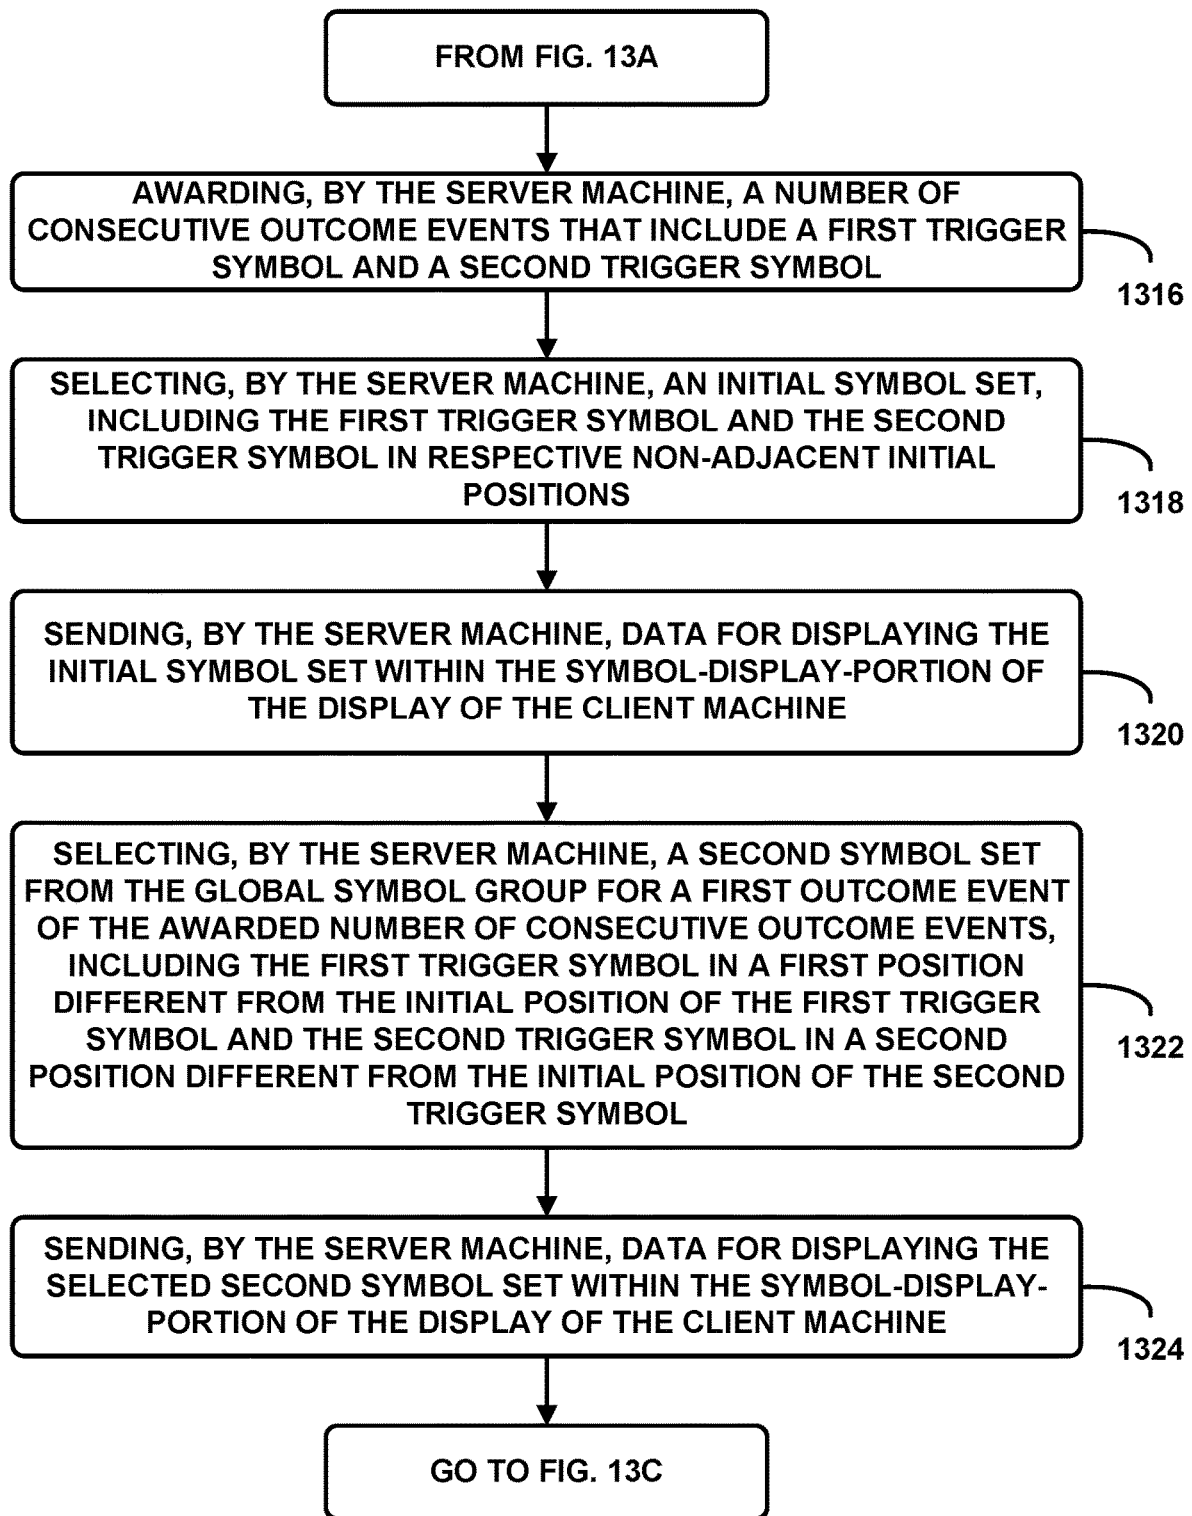 FROM FIG. 13A
AWARDING, BY THE SERVER MACHINE, A NUMBER OF
CONSECUTIVE OUTCOME EVENTS THAT INCLUDE A FIRST TRIGGER
SYMBOL AND A SECOND TRIGGER SYMBOL
1316
SELECTING, BY THE SERVER MACHINE, AN INITIAL SYMBOL SET,
INCLUDING THE FIRST TRIGGER SYMBOL AND THE SECOND
TRIGGER SYMBOL IN RESPECTIVE NON-ADJACENT INITIAL
POSITIONS
1318
SENDING, BY THE SERVER MACHINE, DATA FOR DISPLAYING THE
INITIAL SYMBOL SET WITHIN THE SYMBOL-DISPLAY-PORTION OF
THE DISPLAY OF THE CLIENT MACHINE
1320
SELECTING, BY THE SERVER MACHINE, A SECOND SYMBOL SET
FROM THE GLOBAL SYMBOL GROUP FOR A FIRST OUTCOME EVENT
OF THE AWARDED NUMBER OF CONSECUTIVE OUTCOME EVENTS,
INCLUDING THE FIRST TRIGGER SYMBOL IN A FIRST POSITION
DIFFERENT FROM THE INITIAL POSITION OF THE FIRST TRIGGER
SYMBOL AND THE SECOND TRIGGER SYMBOL IN A SECOND
POSITION DIFFERENT FROM THE INITIAL POSITION OF THE SECOND
TRIGGER SYMBOL
1322
SENDING, BY THE SERVER MACHINE, DATA FOR DISPLAYING THE
SELECTED SECOND SYMBOL SET WITHIN THE SYMBOL-DISPLAY-
PORTION OF THE DISPLAY OF THE CLIENT MACHINE
1324
GO TO FIG. 13C